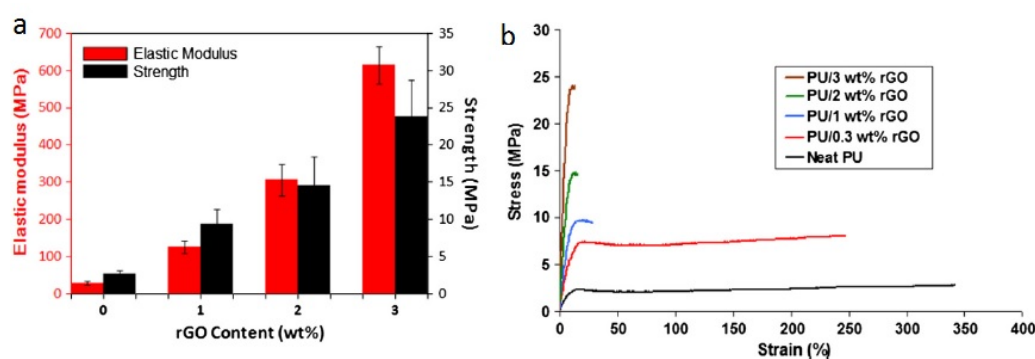 a
Elastic modulus (MPa)
700
600
500
400
300
200
100
0
Elastic Modulus
Strength
35
30
25
20
15
10
5
0
Strength (MPa)
0 1 2 3
rGO Content (wt%)
b
Stress (MPa)
30
25
20
15
10
5
0
PU/3 wt% rGO
PU/2 wt% rGO
PU/1 wt% rGO
PU/0.3 wt% rGO
Neat PU
0 50 100 150 200 250 300 350 400
Strain (%)